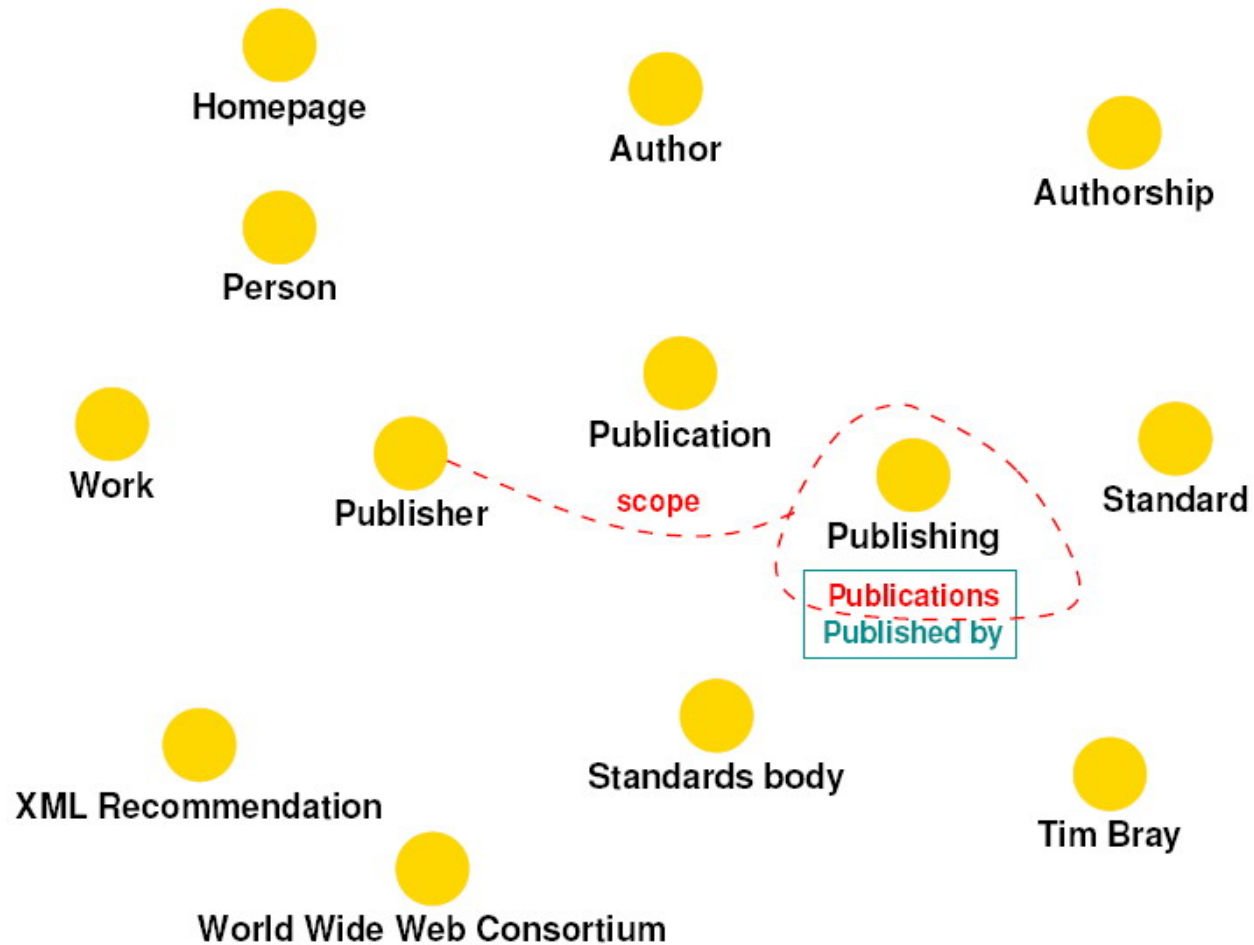 Homepage
Author
Authorship
Person
Publication
Work
Publisher
scope
Standard
Publishing
Publications
Published by
Standards body
XML Recommendation
Tim Bray
World Wide Web Consortium